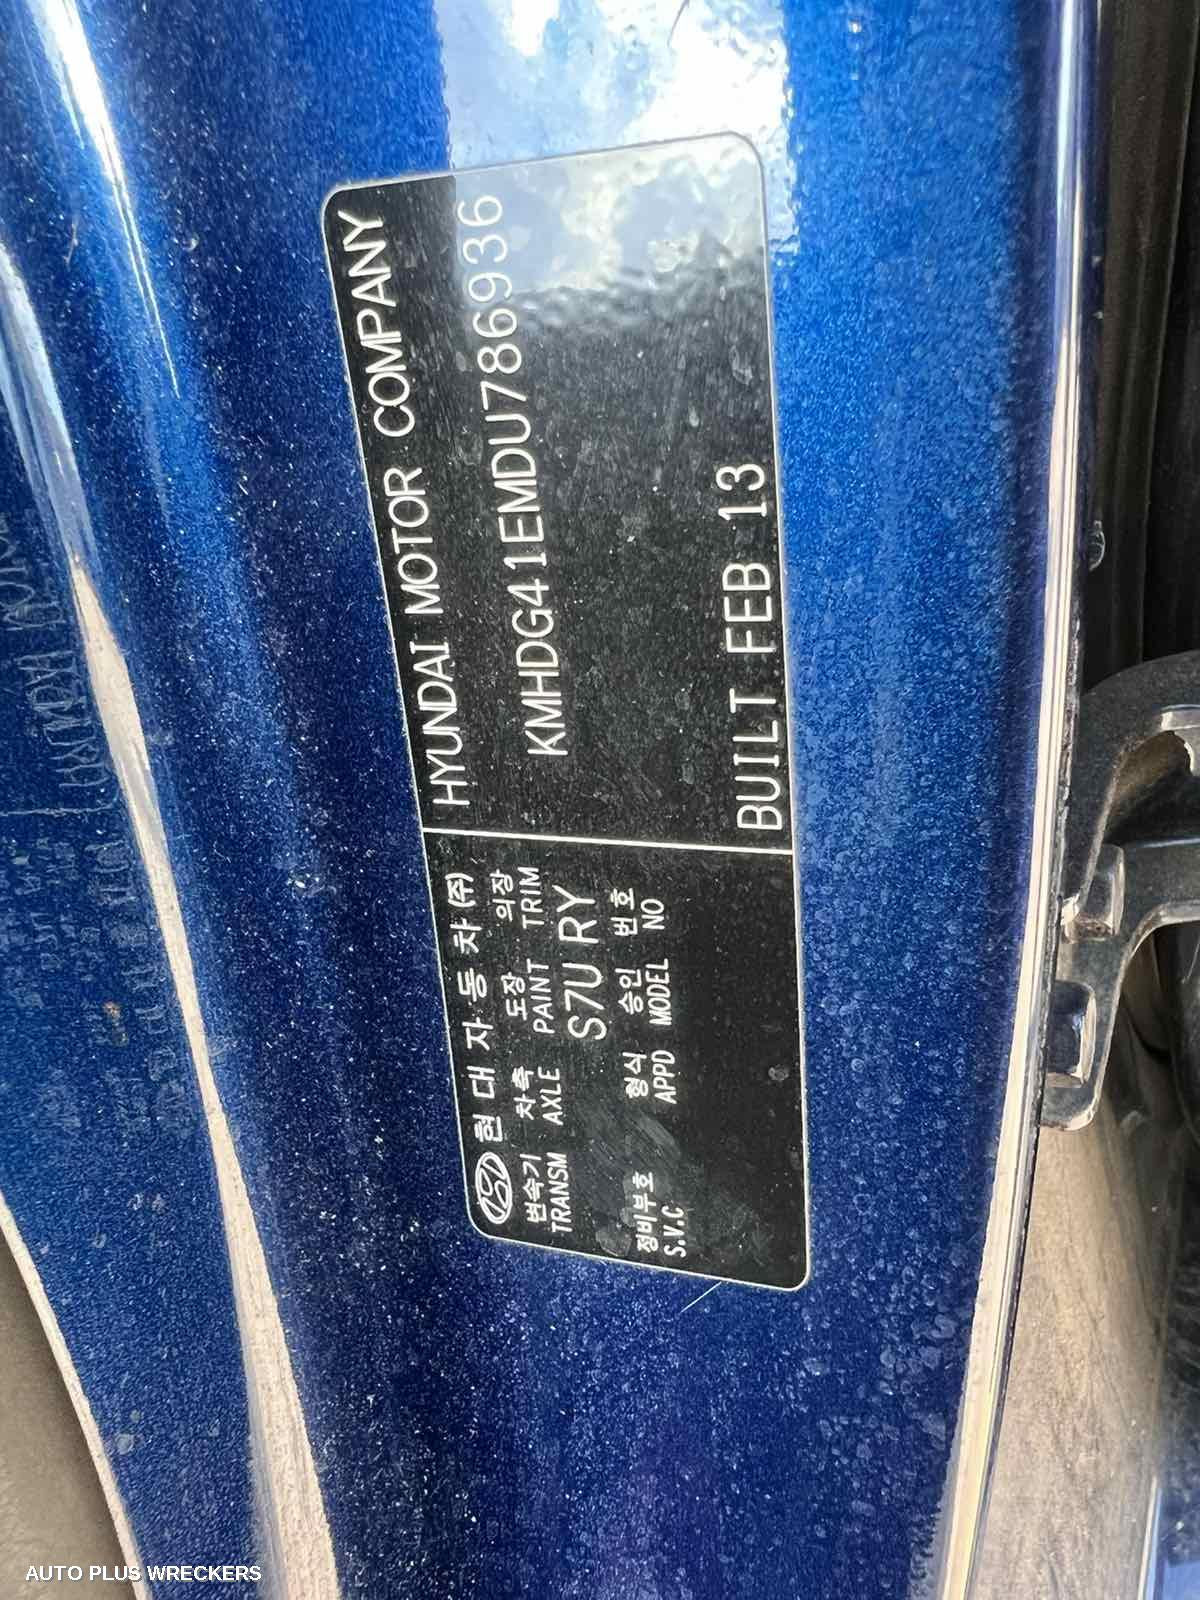 현대자동차(주)
변속기 차축 도장 의장
TRANSM AXLE PAINT TRIM
S7U RY
정비부호 형식 승인 번호
S.V.C APPD MODEL NO
HYUNDAI MOTOR COMPANY
KMHDG41EMDU786936
BUILT FEB 13
AUTO PLUS WRECKERS